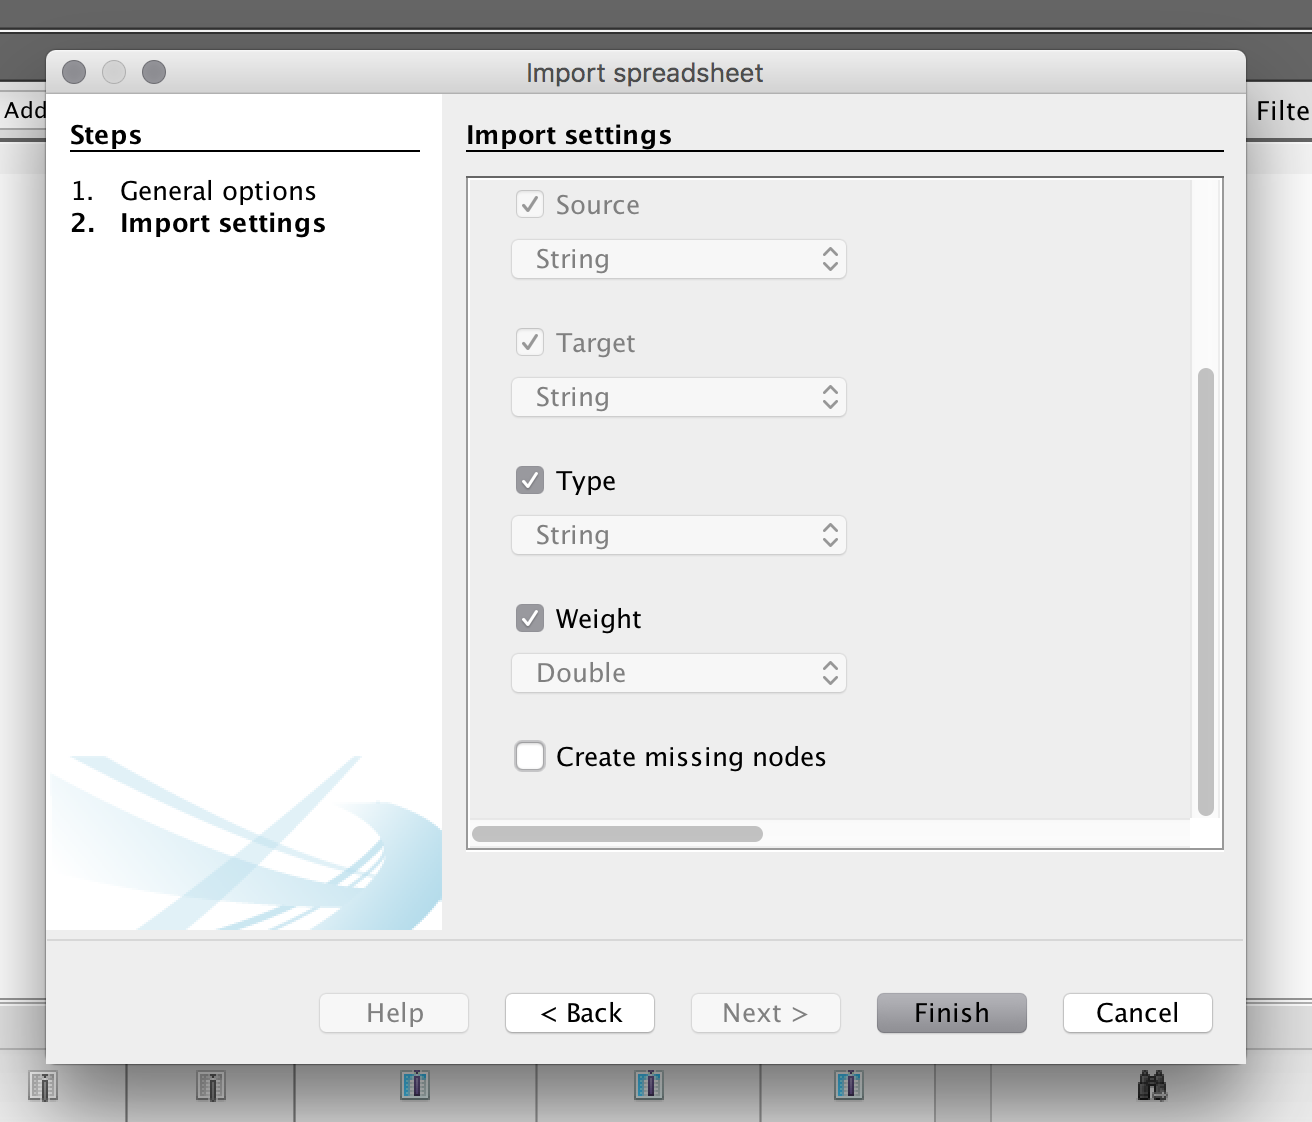 Import spreadsheet
Add
Filte
Steps
1. General options
2. Import settings
Import settings
Source
String
Target
String
Type
String
Weight
Double
Create missing nodes
Help
< Back
Next >
Finish
Cancel